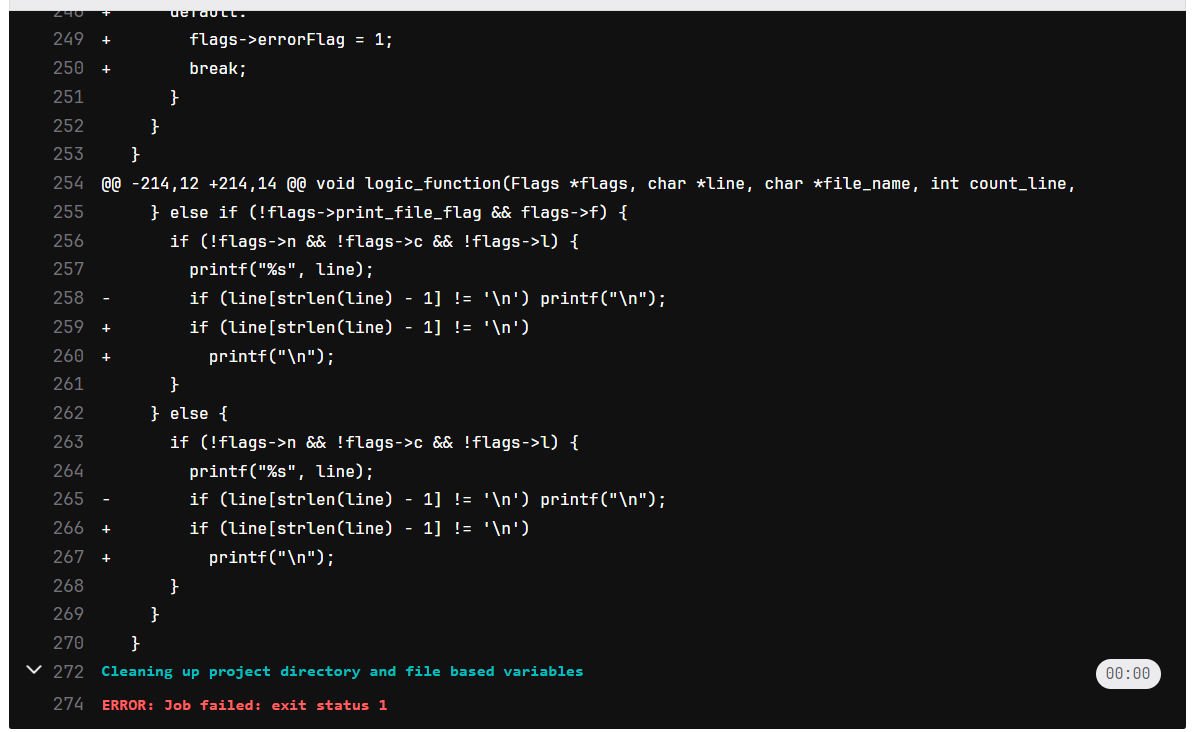 248 + default:
249 + flags->errorFlag = 1;
250 + break;
251 }
252 }
253 }
254 @@ -214,12 +214,14 @@ void logic_function(Flags *flags, char *line, char *file_name, int count_line,
255 } else if (!flags->print_file_flag && flags->f) {
256 if (!flags->n && !flags->c && !flags->l) {
257 printf("%s", line);
258 - if (line[strlen(line) - 1] != '\n') printf("\n");
259 + if (line[strlen(line) - 1] != '\n')
260 + printf("\n");
261 }
262 } else {
263 if (!flags->n && !flags->c && !flags->l) {
264 printf("%s", line);
265 - if (line[strlen(line) - 1] != '\n') printf("\n");
266 + if (line[strlen(line) - 1] != '\n')
267 + printf("\n");
268 }
269 }
270 }
272 Cleaning up project directory and file based variables 00:00
274 ERROR: Job failed: exit status 1